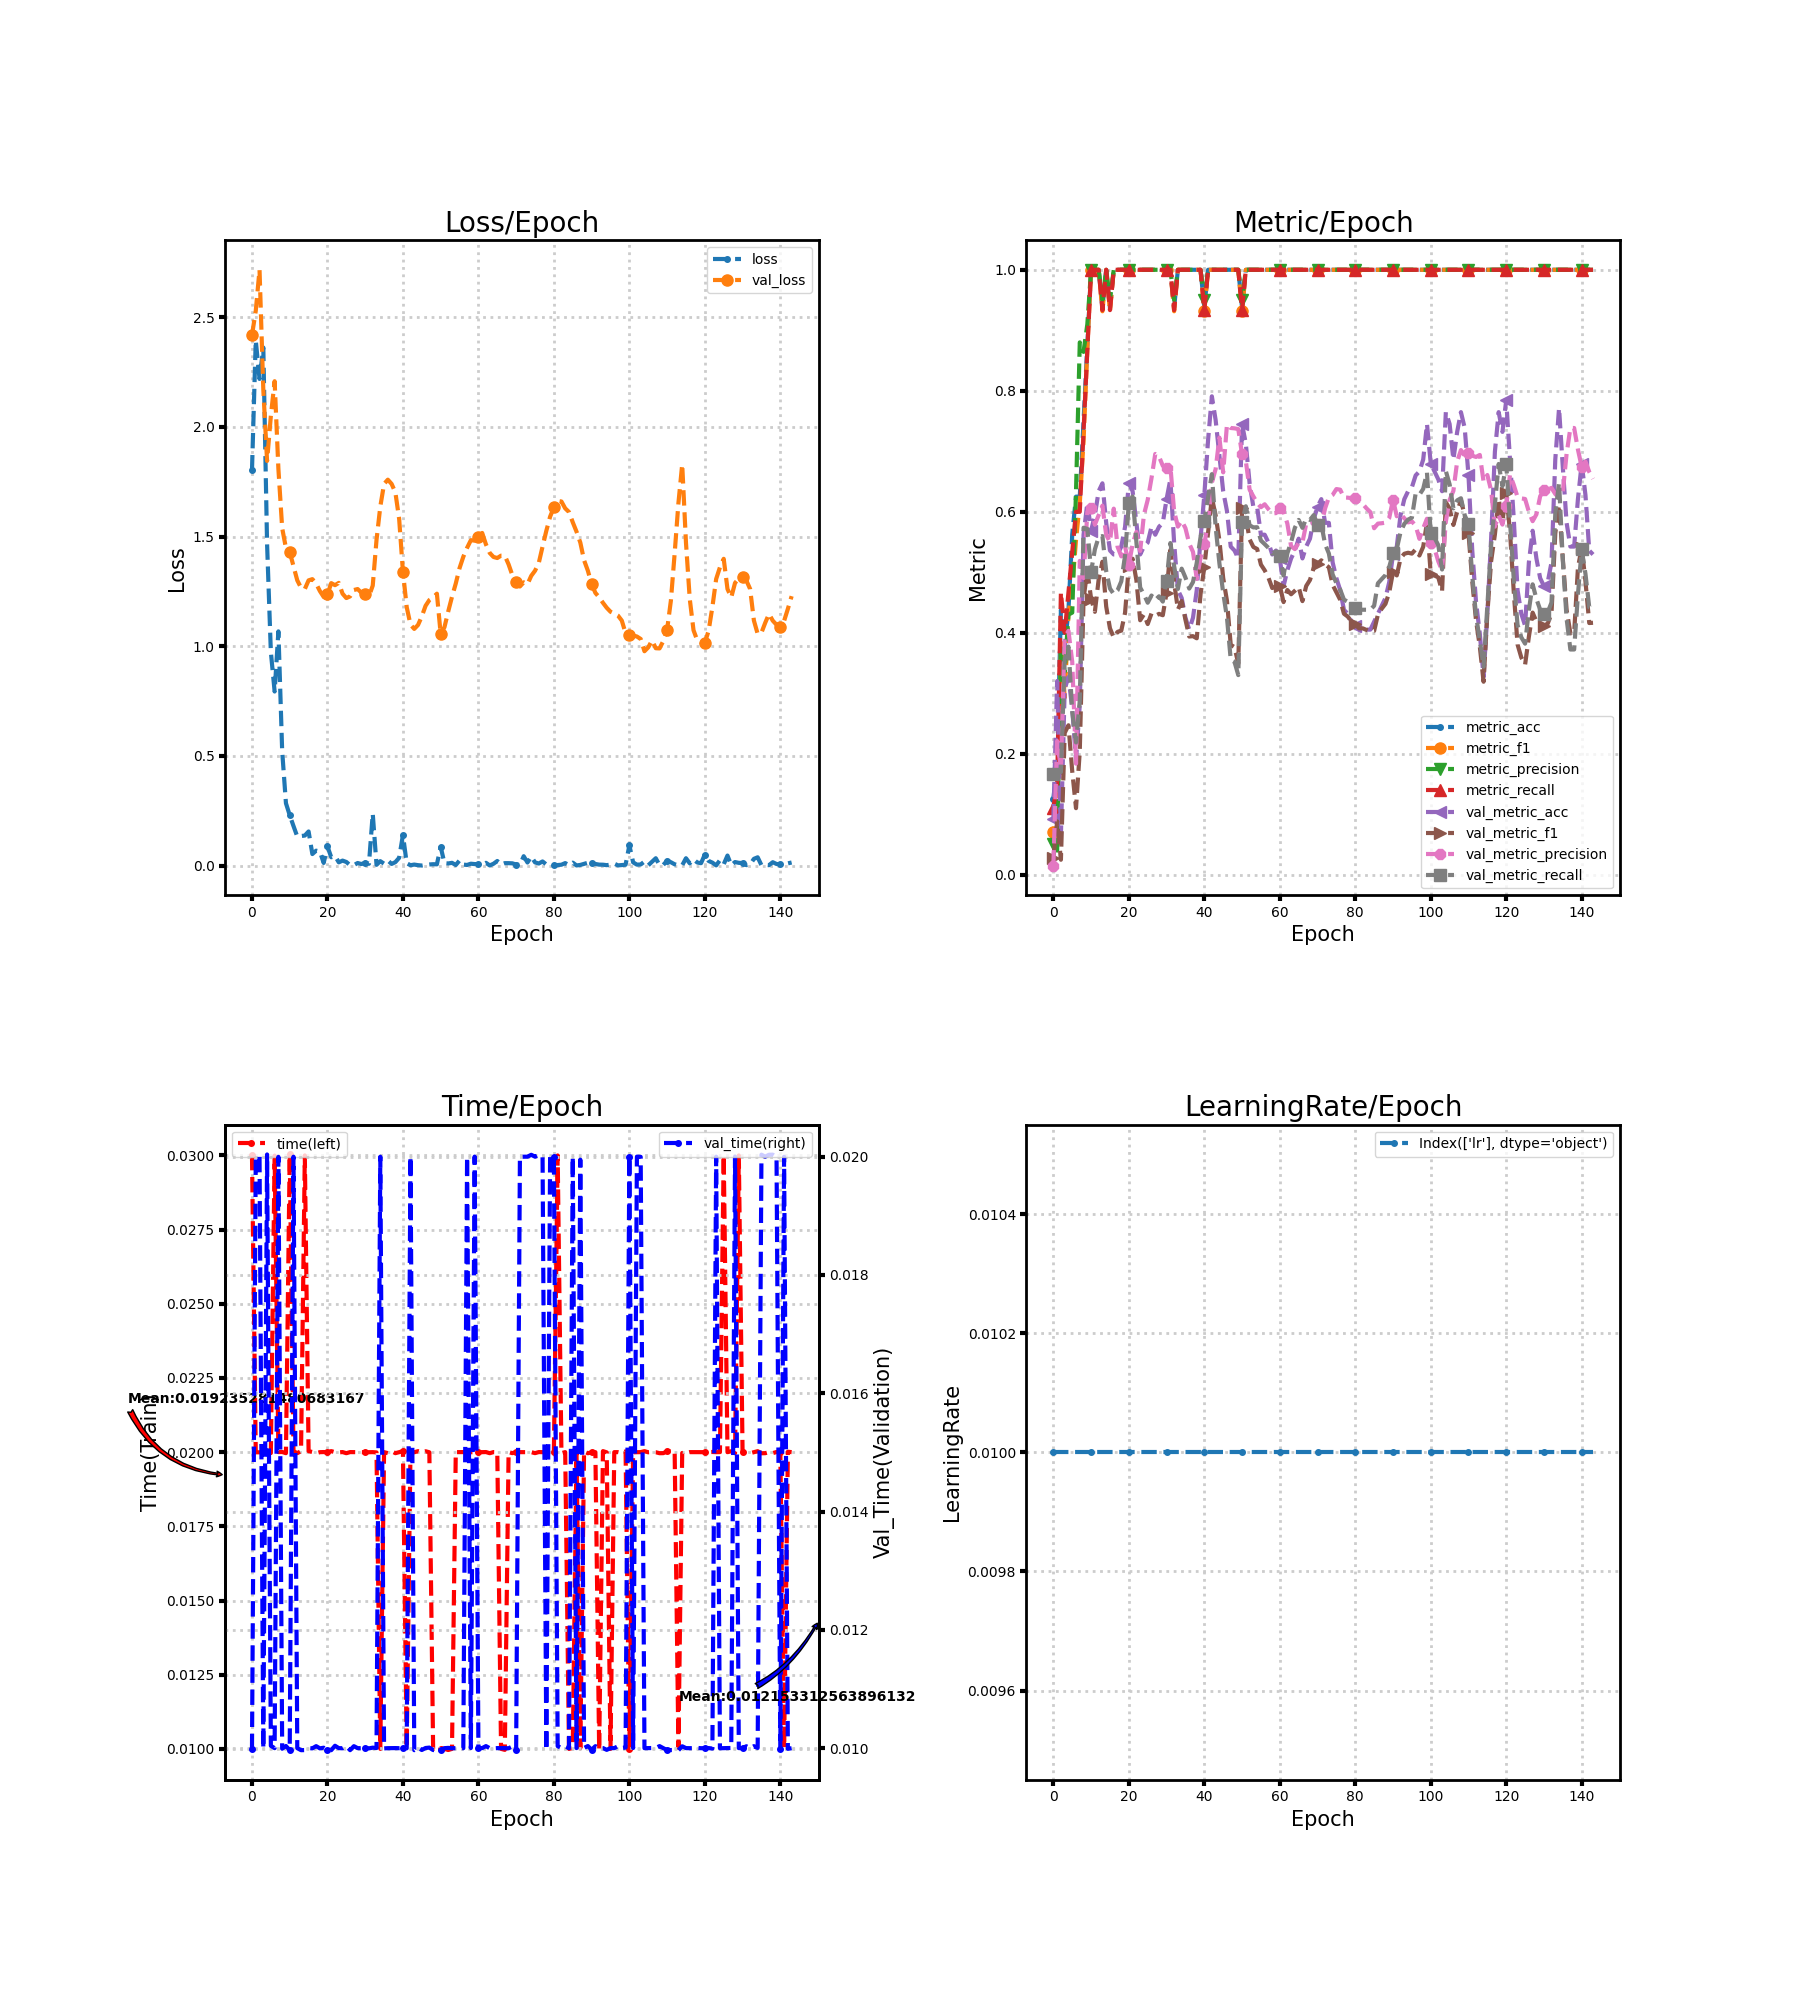 Loss/Epoch
2.5
2.0
1.5
1.0
0.5
0.0
Loss
loss
val_loss
0 20 40 60 80 100 120 140
Epoch
Metric/Epoch
1.0
0.8
0.6
0.4
0.2
0.0
Metric
metric_acc
metric_f1
metric_precision
metric_recall
val_metric_acc
val_metric_f1
val_metric_precision
val_metric_recall
0 20 40 60 80 100 120 140
Epoch
Time/Epoch
time(left)
val_time(right)
0.0300
0.0275
0.0250
0.0225
0.0200
0.0175
0.0150
0.0125
0.0100
Time(Train)
0.020
0.018
0.016
0.014
0.012
0.010
Val_Time(Validation)
Mean:0.012153312563896132
0 20 40 60 80 100 120 140
Epoch
LearningRate/Epoch
Index(['lr'], dtype='object')
0.0104
0.0102
0.0100
0.0098
0.0096
LearningRate
0 20 40 60 80 100 120 140
Epoch